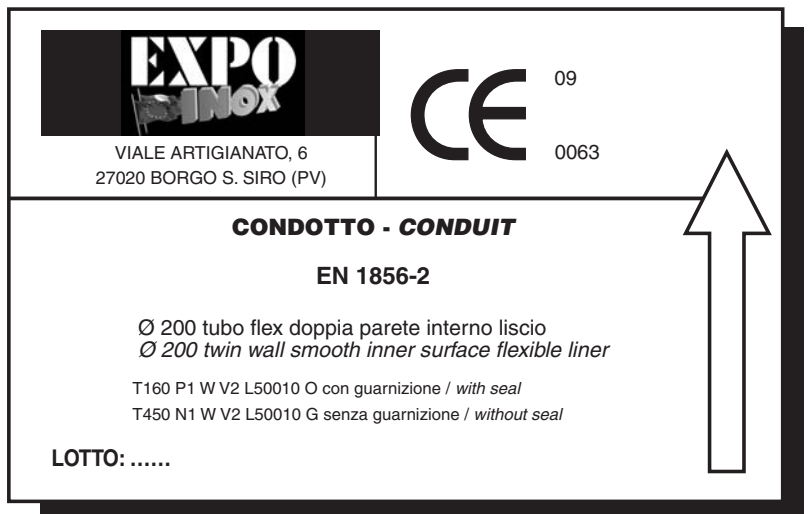 EXPO
INOX
VIALE ARTIGIANATO, 6
27020 BORGO S. SIRO (PV)
CE
09
0063
CONDOTTO - CONDUIT
EN 1856-2
Ø 200 tubo flex doppia parete interno liscio
Ø 200 twin wall smooth inner surface flexible liner
T160 P1 W V2 L50010 O con guarnizione / with seal
T450 N1 W V2 L50010 G senza guarnizione / without seal
LOTTO: ......